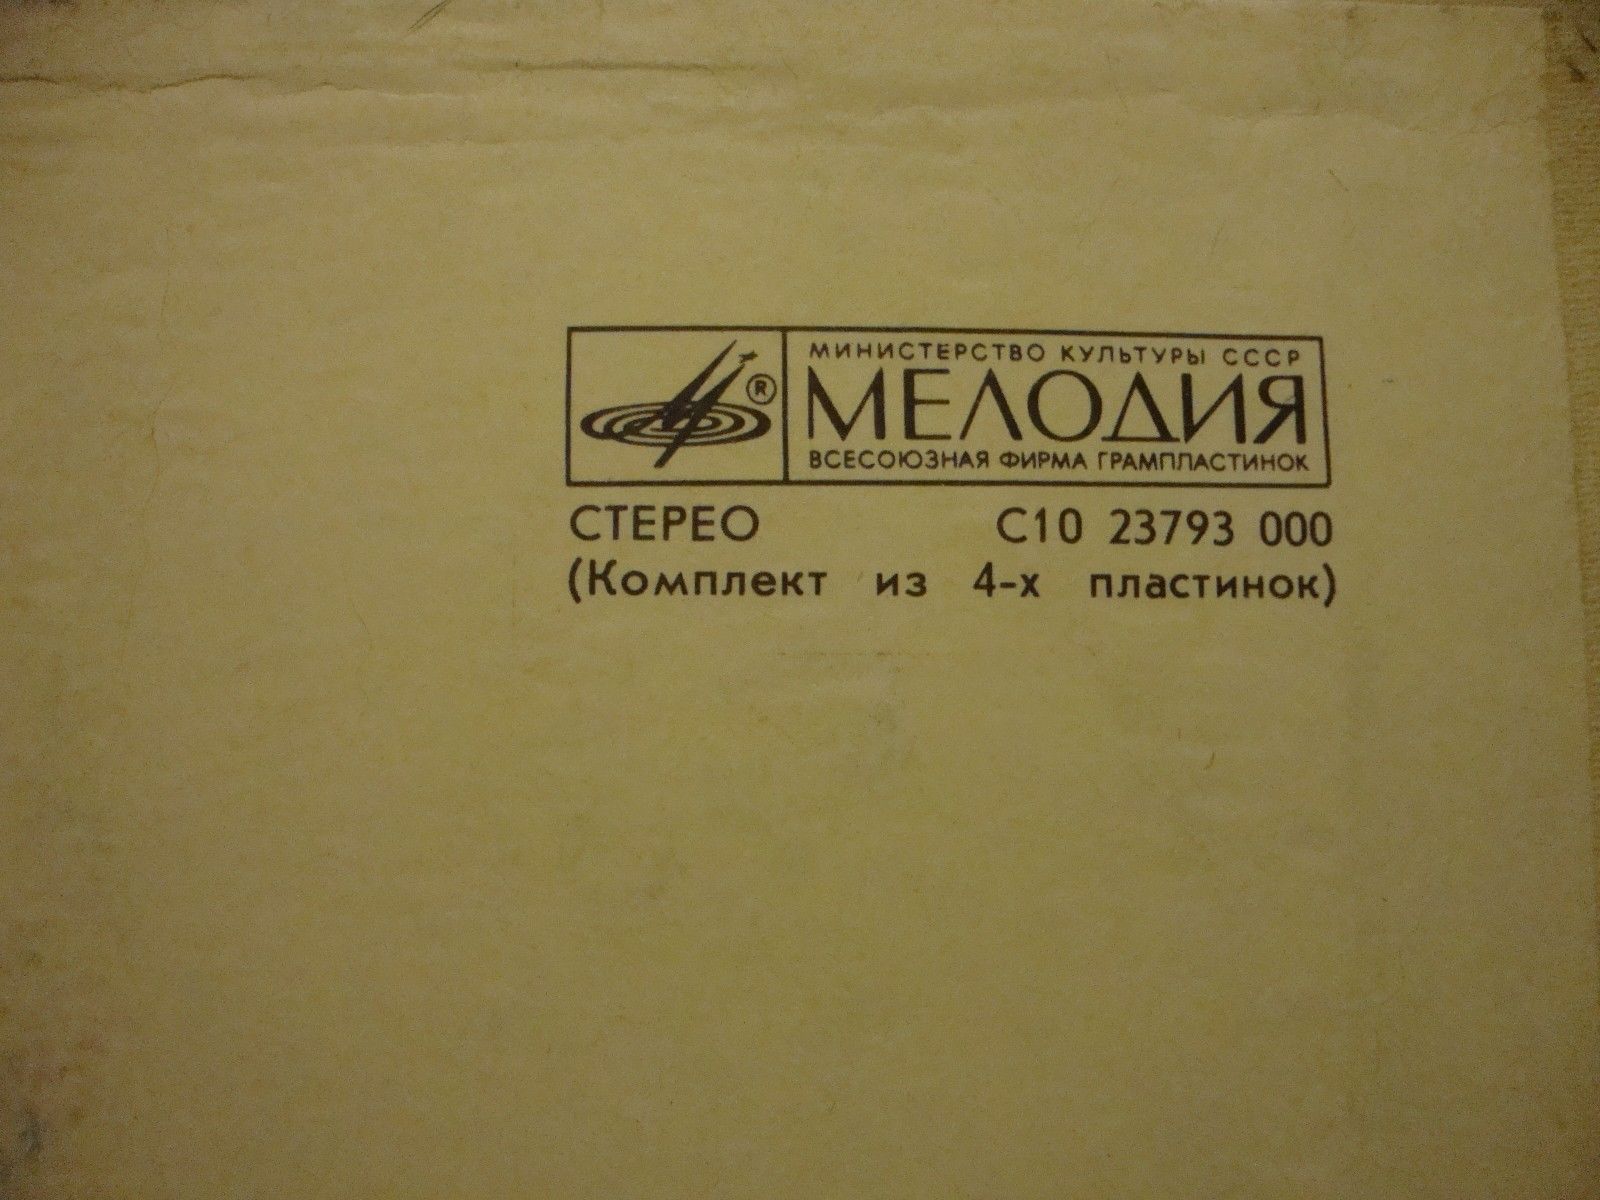 МИНИСТЕРСТВО КУЛЬТУРЫ СССР
МЕЛОДИЯ
ВСЕСОЮЗНАЯ ФИРМА ГРАМПЛАСТИНОК
®
СТЕРЕО С10 23793 000
(Комплект из 4-х пластинок)